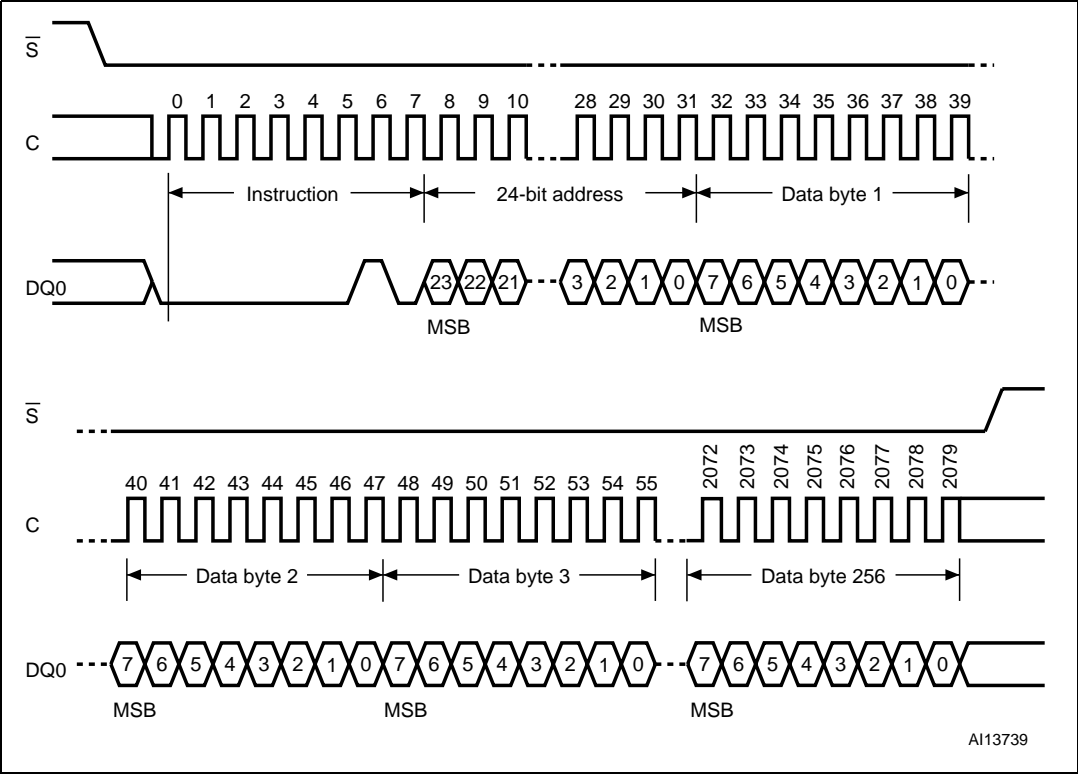 S
0 1 2 3 4 5 6 7 8 9 10 28 29 30 31 32 33 34 35 36 37 38 39
C
Instruction 24-bit address Data byte 1
DQ0 23 22 21 3 2 1 0 7 6 5 4 3 2 1 0
MSB MSB
S
40 41 42 43 44 45 46 47 48 49 50 51 52 53 54 55 2072 2073 2074 2075 2076 2077 2078 2079
C
Data byte 2 Data byte 3 Data byte 256
DQ0 7 6 5 4 3 2 1 0 7 6 5 4 3 2 1 0 7 6 5 4 3 2 1 0
MSB MSB MSB
AI13739